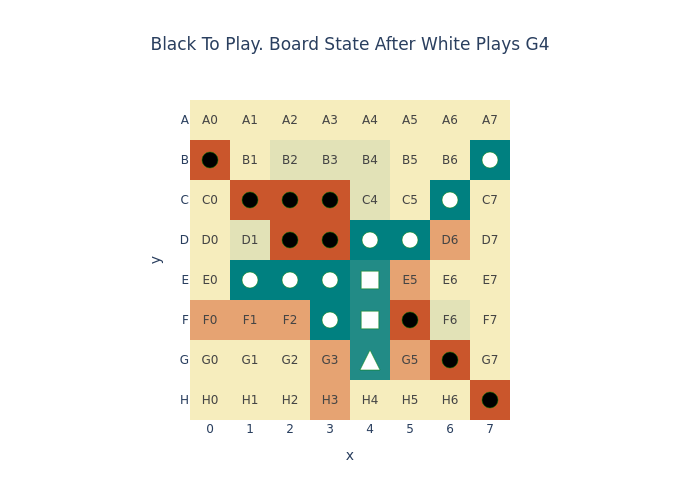 Black To Play. Board State After White Plays G4
A A0 A1 A2 A3 A4 A5 A6 A7
B B1 B2 B3 B4 B5 B6
C C0 C4 C5 C7
D D0 D1 D6 D7
E E0 E5 E6 E7
F F0 F1 F2 F6 F7
G G0 G1 G2 G3 G5 G7
H H0 H1 H2 H3 H4 H5 H6
0 1 2 3 4 5 6 7
x
y